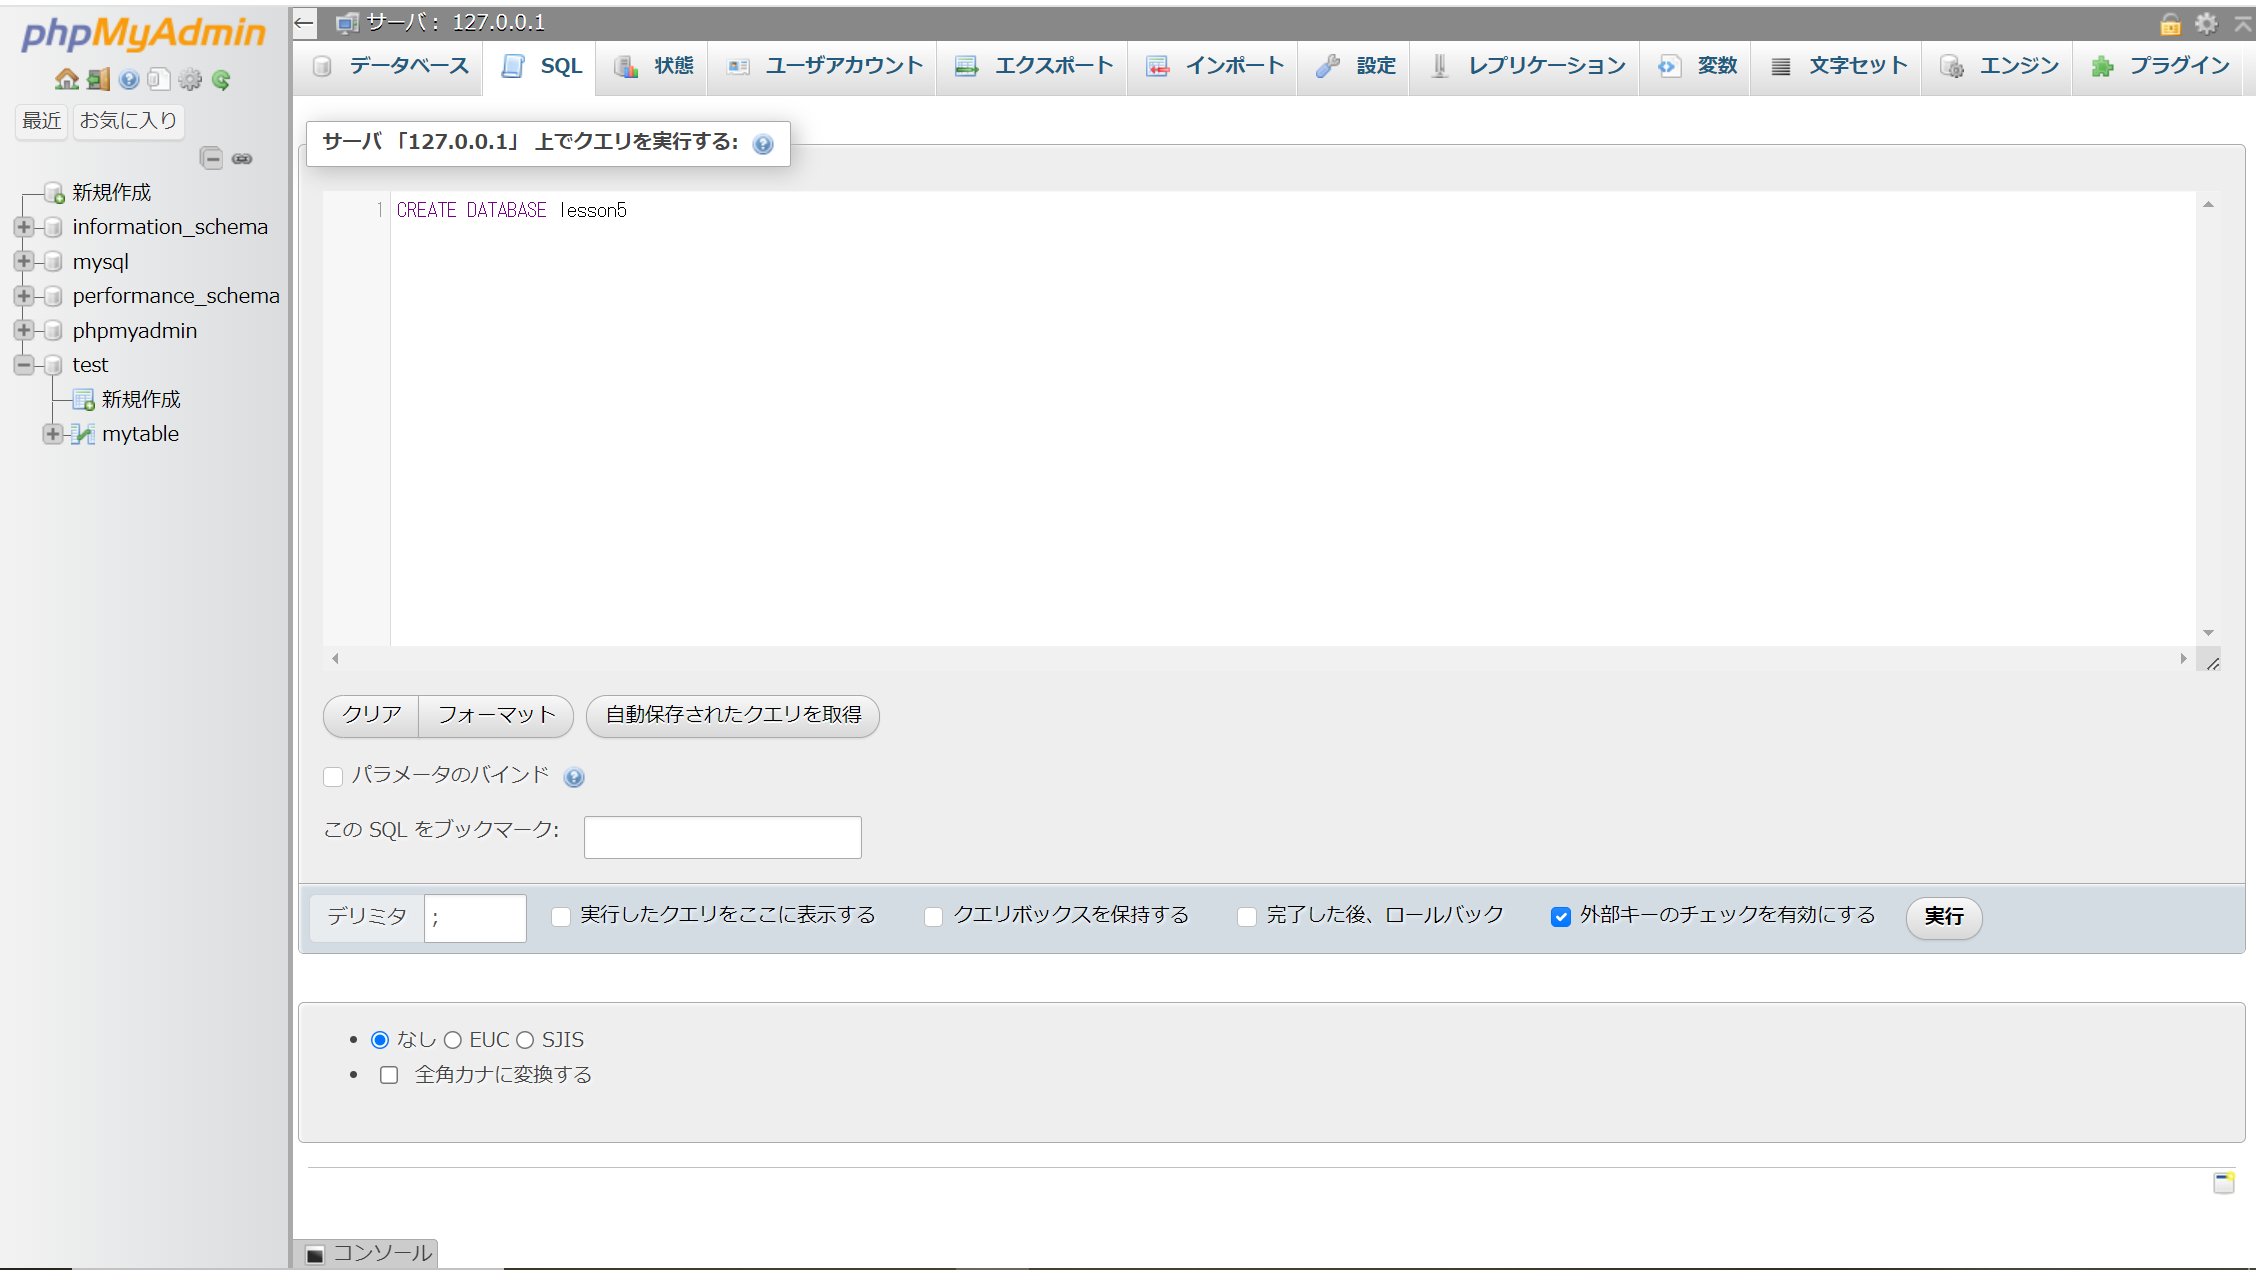 phpMyAdmin
最近 お気に入り
新規作成
information_schema
mysql
performance_schema
phpmyadmin
test
新規作成
mytable
サーバ： 127.0.0.1
データベース SQL 状態 ユーザアカウント エクスポート インポート 設定 レプリケーション 変数 文字セット エンジン プラグイン
サーバ 「127.0.0.1」 上でクエリを実行する:
1 CREATE DATABASE lesson5
クリア フォーマット 自動保存されたクエリを取得
パラメータのバインド
この SQL をブックマーク:
デリミタ ; 実行したクエリをここに表示する クエリボックスを保持する 完了した後、ロールバック 外部キーのチェックを有効にする 実行
なし EUC SJIS
全角カナに変換する
コンソール